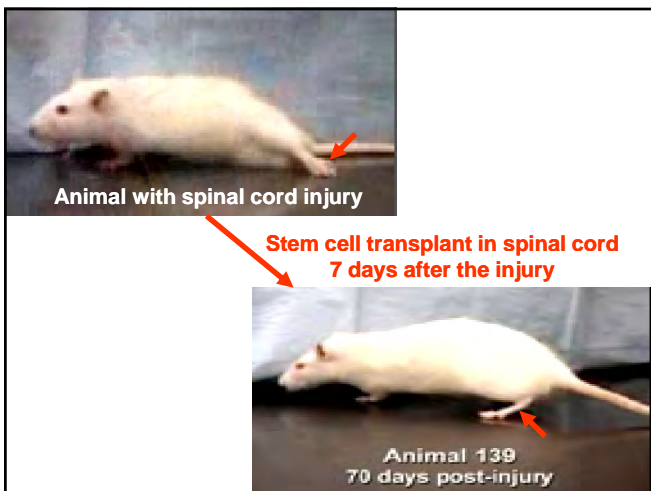 Animal with spinal cord injury
Stem cell transplant in spinal cord
7 days after the injury
Animal 139
70 days post-injury